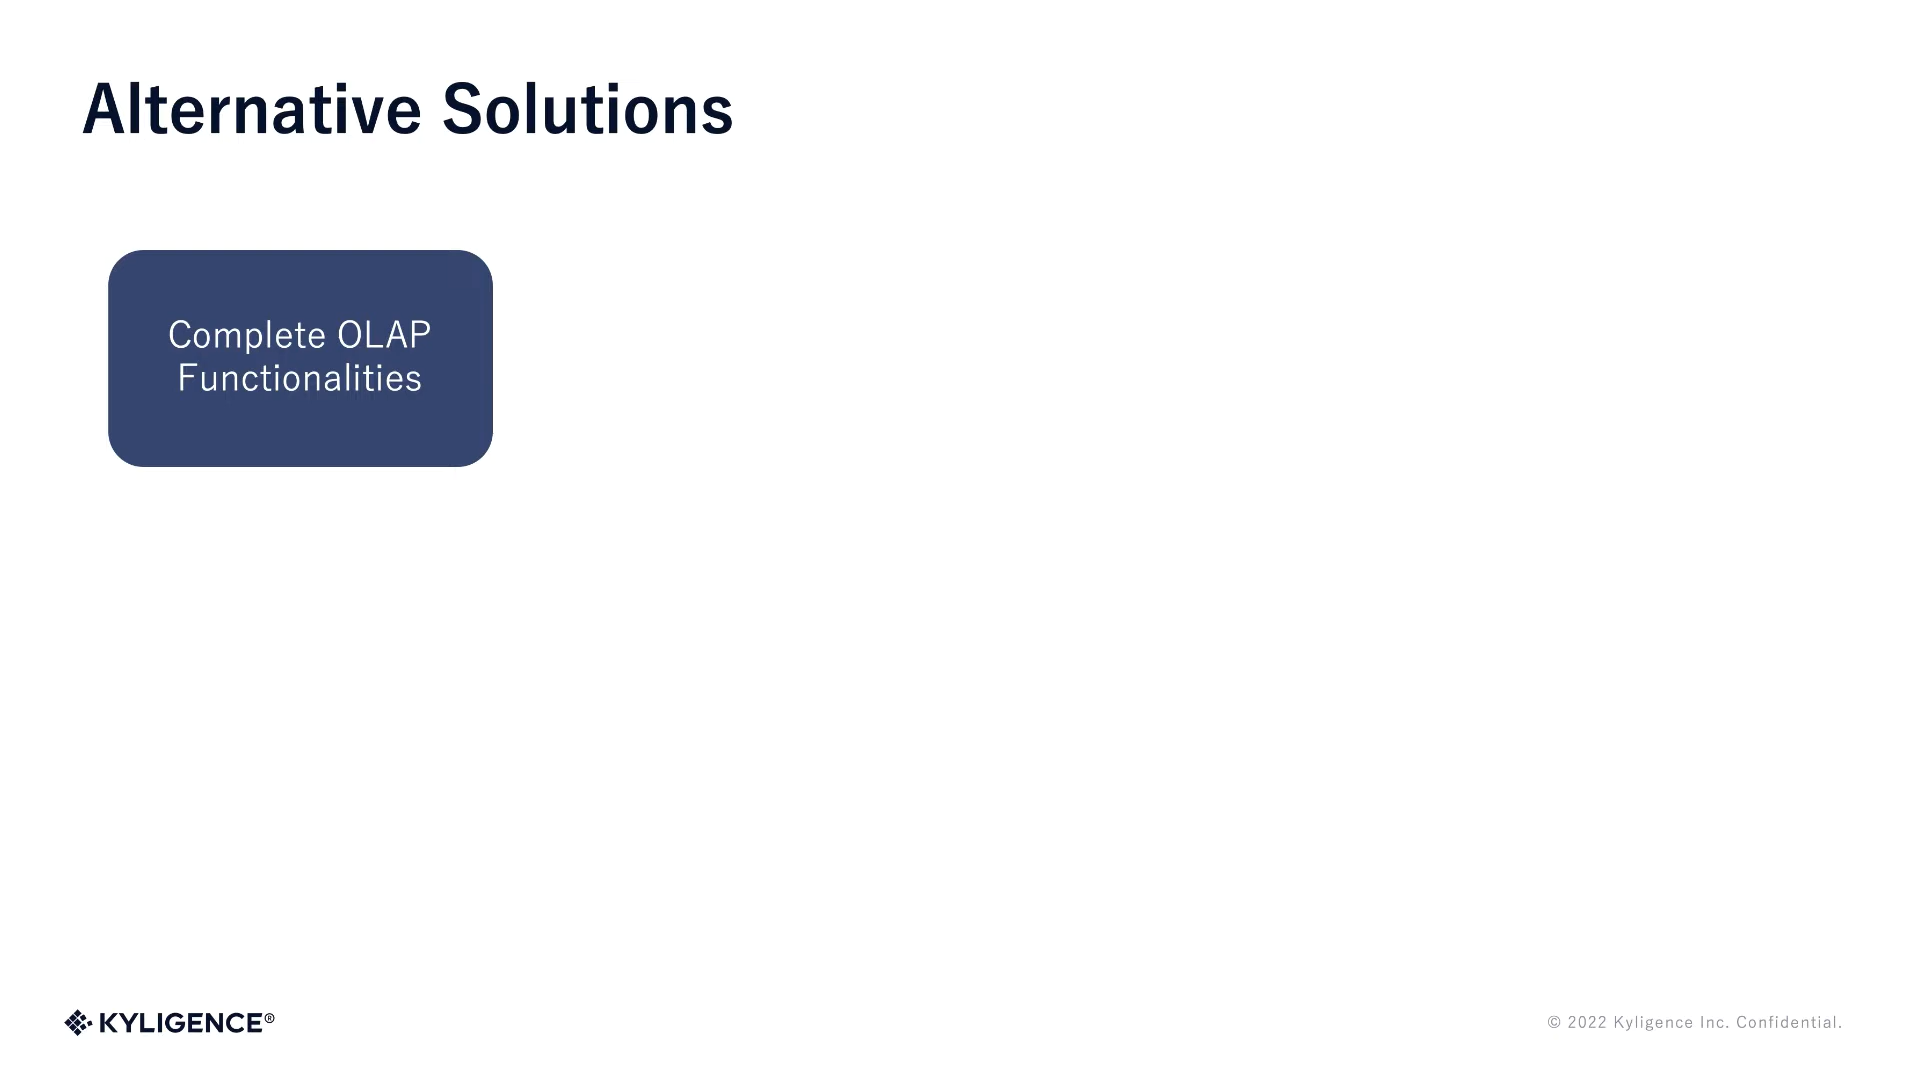 Alternative Solutions
Complete OLAP
Functionalities
KYLIGENCE®
© 2022 Kyligence Inc. Confidential.